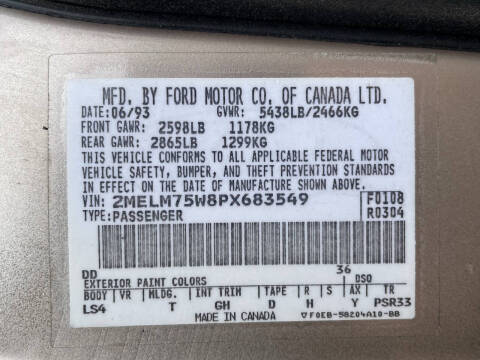 MFD. BY FORD MOTOR CO. OF CANADA LTD.
DATE: 06/93 GVWR: 5438LB/2466KG
FRONT GAWR: 2598LB 1178KG
REAR GAWR: 2865LB 1299KG
THIS VEHICLE CONFORMS TO ALL APPLICABLE FEDERAL MOTOR
VEHICLE SAFETY, BUMPER, AND THEFT PREVENTION STANDARDS
IN EFFECT ON THE DATE OF MANUFACTURE SHOWN ABOVE.
VIN: 2MELM75W8PX683549 F0108
TYPE: PASSENGER R0304
DD 36
EXTERIOR PAINT COLORS DSO
BODY VR MLDG. INT TRIM TAPE R S AX TR
LS4 T GH D H Y PSR33
MADE IN CANADA ▽F0EB-58204A10-BB